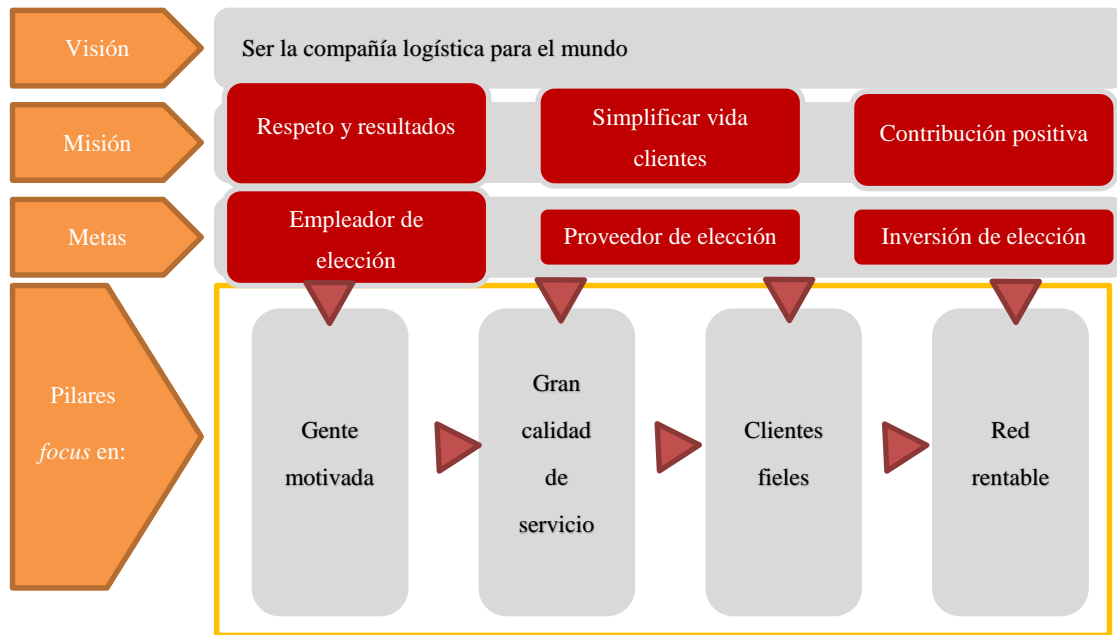 Visión
Ser la compañía logística para el mundo
Misión
Respeto y resultados
Simplificar vida
clientes
Contribución positiva
Metas
Empleador de
elección
Proveedor de elección
Inversión de elección
Pilares
focus en:
Gente
motivada
Gran
calidad
de
servicio
Clientes
fieles
Red
rentable